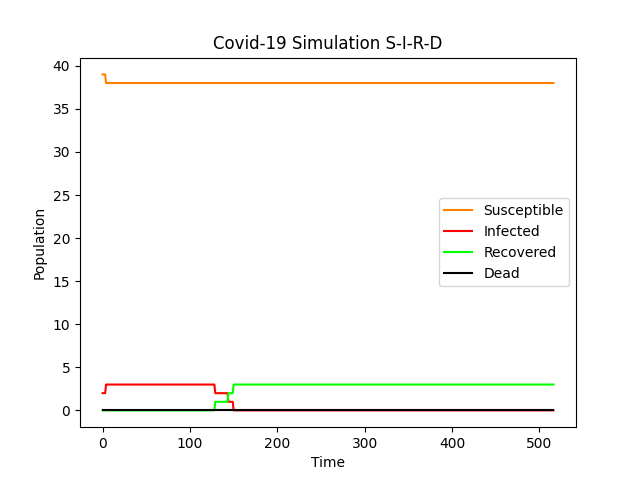 Covid-19 Simulation S-I-R-D
Population
40
35
30
25
20
15
10
5
0
Susceptible
Infected
Recovered
Dead
0 100 200 300 400 500
Time